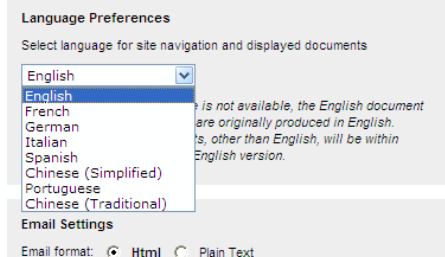 Language Preferences
Select language for site navigation and displayed documents
English
English
French
e is not available, the English document
German
are originally produced in English.
Italian
s, other than English, will be within
Spanish
English version.
Chinese (Simplified)
Portuguese
Chinese (Traditional)
Email Settings
Email format: Html Plain Text